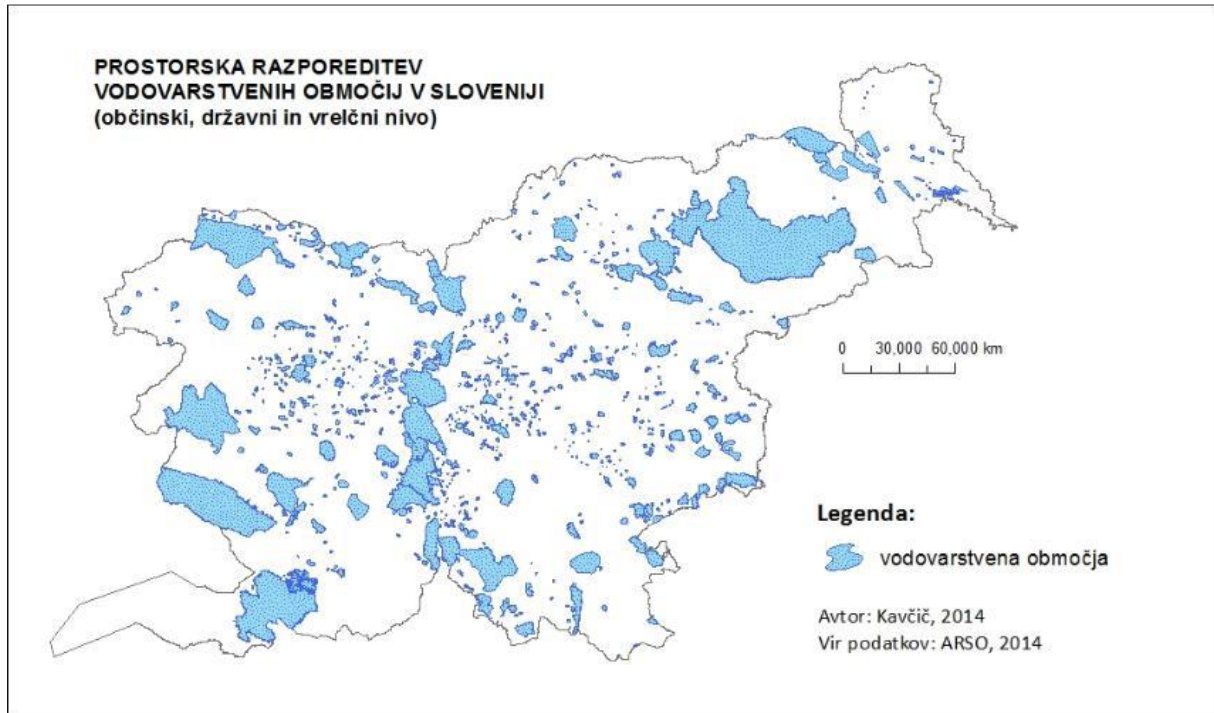 PROSTORSKA RAZPOREDITEV
VODOVARSTVENIH OBMOČIJ V SLOVENIJI
(občinski, državni in vrelčni nivo)
0 30,000 60,000 km
Legenda:
vodovarstvena območja
Avtor: Kavčič, 2014
Vir podatkov: ARSO, 2014